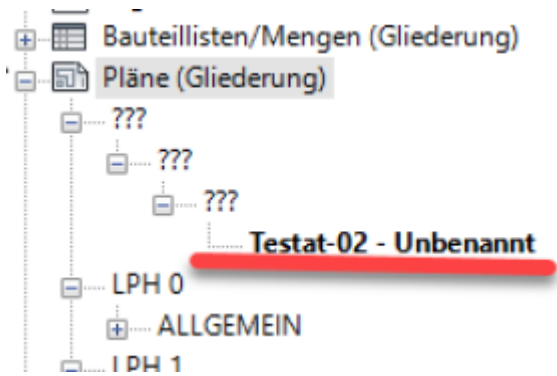 Bauteillisten/Mengen (Gliederung)
Pläne (Gliederung)
???
???
???
Testat-02 - Unbenannt
LPH 0
ALLGEMEIN
LPH 1